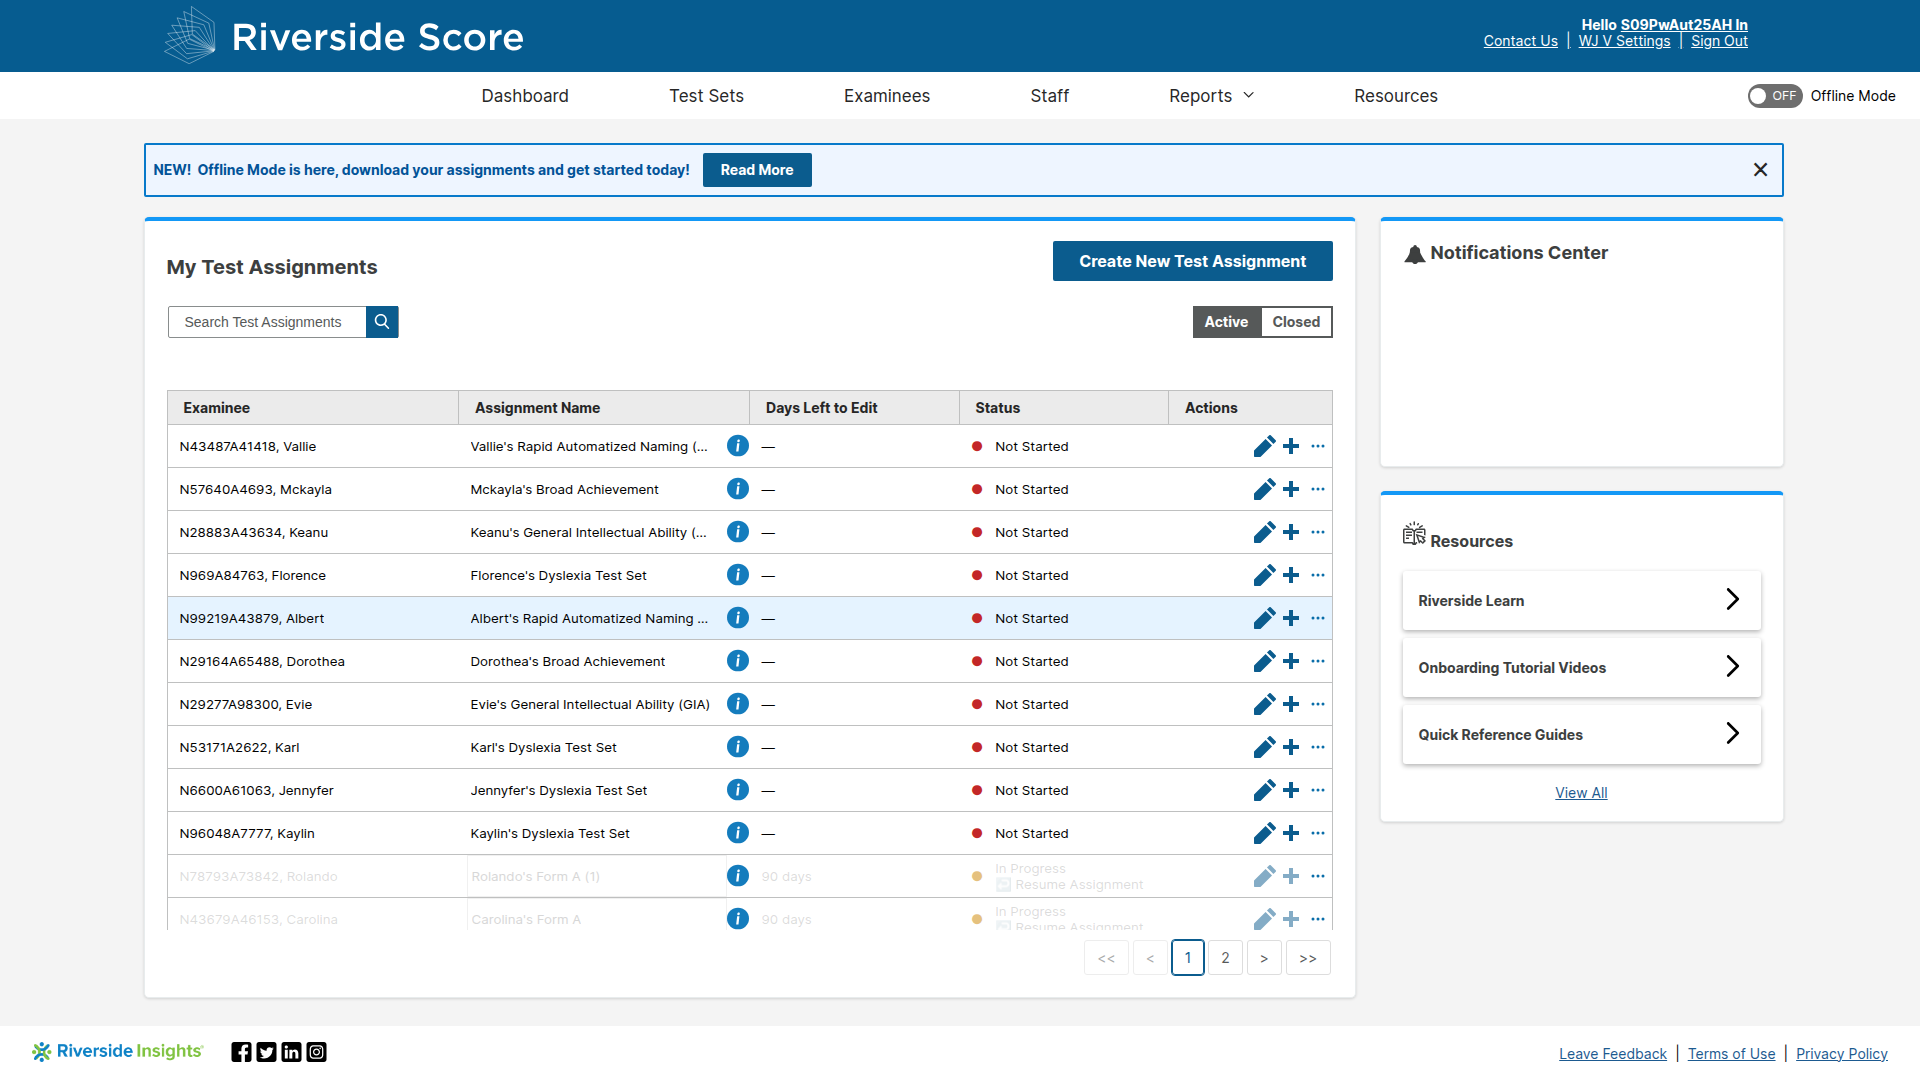 Riverside Score
Hello S09PwAut25AH ln
Contact Us | WJ V Settings | Sign Out
Dashboard
Test Sets
Examinees
Staff
Reports
Resources
OFF
Offline Mode
NEW! Offline Mode is here, download your assignments and get started today!
Read More
My Test Assignments
Create New Test Assignment
Search Test Assignments
Active
Closed
Examinee Assignment Name Days Left to Edit Status Actions
N43487A41418, Vallie Vallie's Rapid Automatized Naming (... i — Not Started
N57640A4693, Mckayla Mckayla's Broad Achievement i — Not Started
N28883A43634, Keanu Keanu's General Intellectual Ability (... i — Not Started
N969A84763, Florence Florence's Dyslexia Test Set i — Not Started
N99219A43879, Albert Albert's Rapid Automatized Naming ... i — Not Started
N29164A65488, Dorothea Dorothea's Broad Achievement i — Not Started
N29277A98300, Evie Evie's General Intellectual Ability (GIA) i — Not Started
N53171A2622, Karl Karl's Dyslexia Test Set i — Not Started
N6600A61063, Jennyfer Jennyfer's Dyslexia Test Set i — Not Started
N96048A7777, Kaylin Kaylin's Dyslexia Test Set i — Not Started
N78793A73842, Rolando Rolando's Form A (1) i 90 days In Progress
Resume Assignment
N43679A46153, Carolina Carolina's Form A i 90 days In Progress
Resume Assignment
<< < 1 2 > >>
Notifications Center
Resources
Riverside Learn
Onboarding Tutorial Videos
Quick Reference Guides
View All
Riverside Insights
Leave Feedback | Terms of Use | Privacy Policy